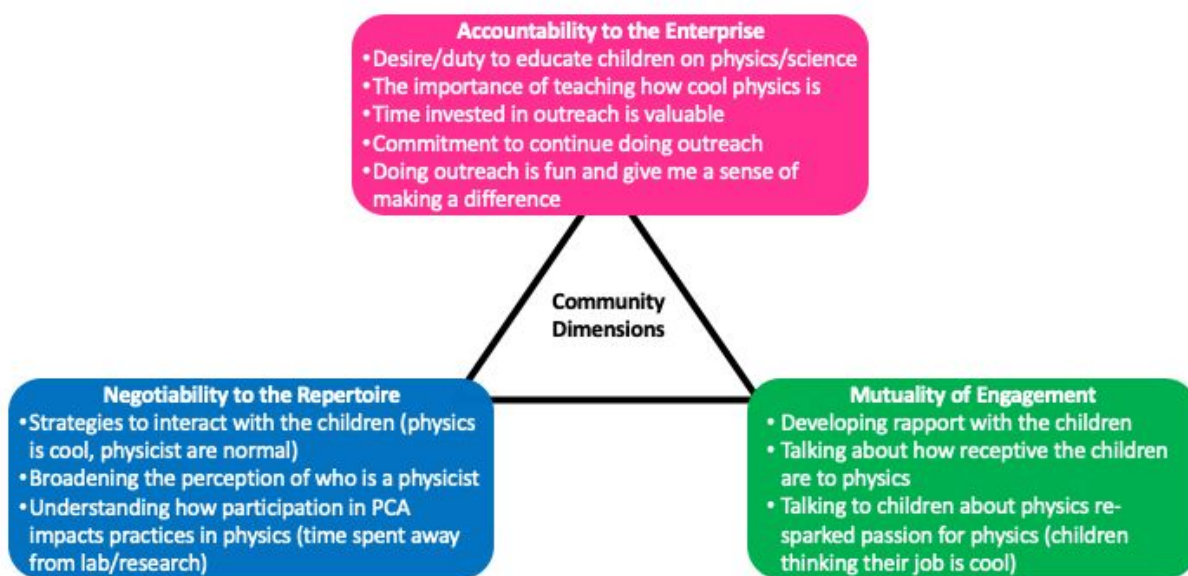 Accountability to the Enterprise
•Desire/duty to educate children on physics/science
•The importance of teaching how cool physics is
•Time invested in outreach is valuable
•Commitment to continue doing outreach
•Doing outreach is fun and give me a sense of
making a difference
Community
Dimensions
Negotiability to the Repertoire
•Strategies to interact with the children (physics
is cool, physicist are normal)
•Broadening the perception of who is a physicist
•Understanding how participation in PCA
impacts practices in physics (time spent away
from lab/research)
Mutuality of Engagement
•Developing rapport with the children
•Talking about how receptive the children
are to physics
•Talking to children about physics re-
sparked passion for physics (children
thinking their job is cool)